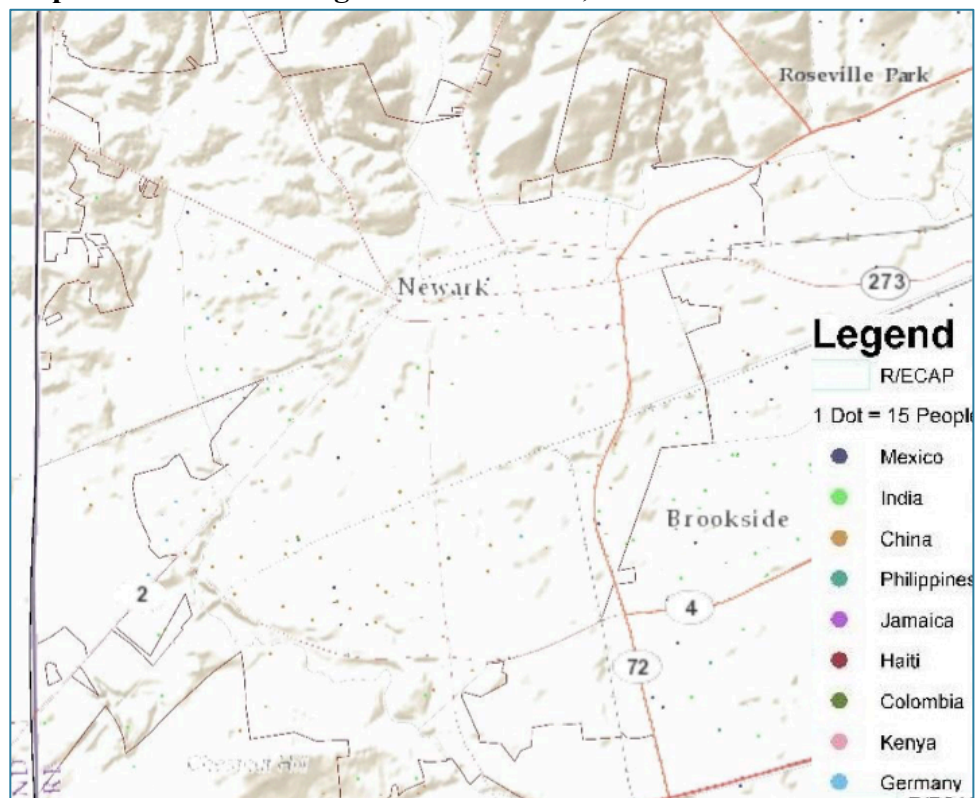 Roseville Park
Newark
273
Legend
R/ECAP
1 Dot = 15 Peopl
Mexico
India
China
Brookside
Philippines
2
4
Jamaica
Haiti
72
Colombia
Kenya
Germany